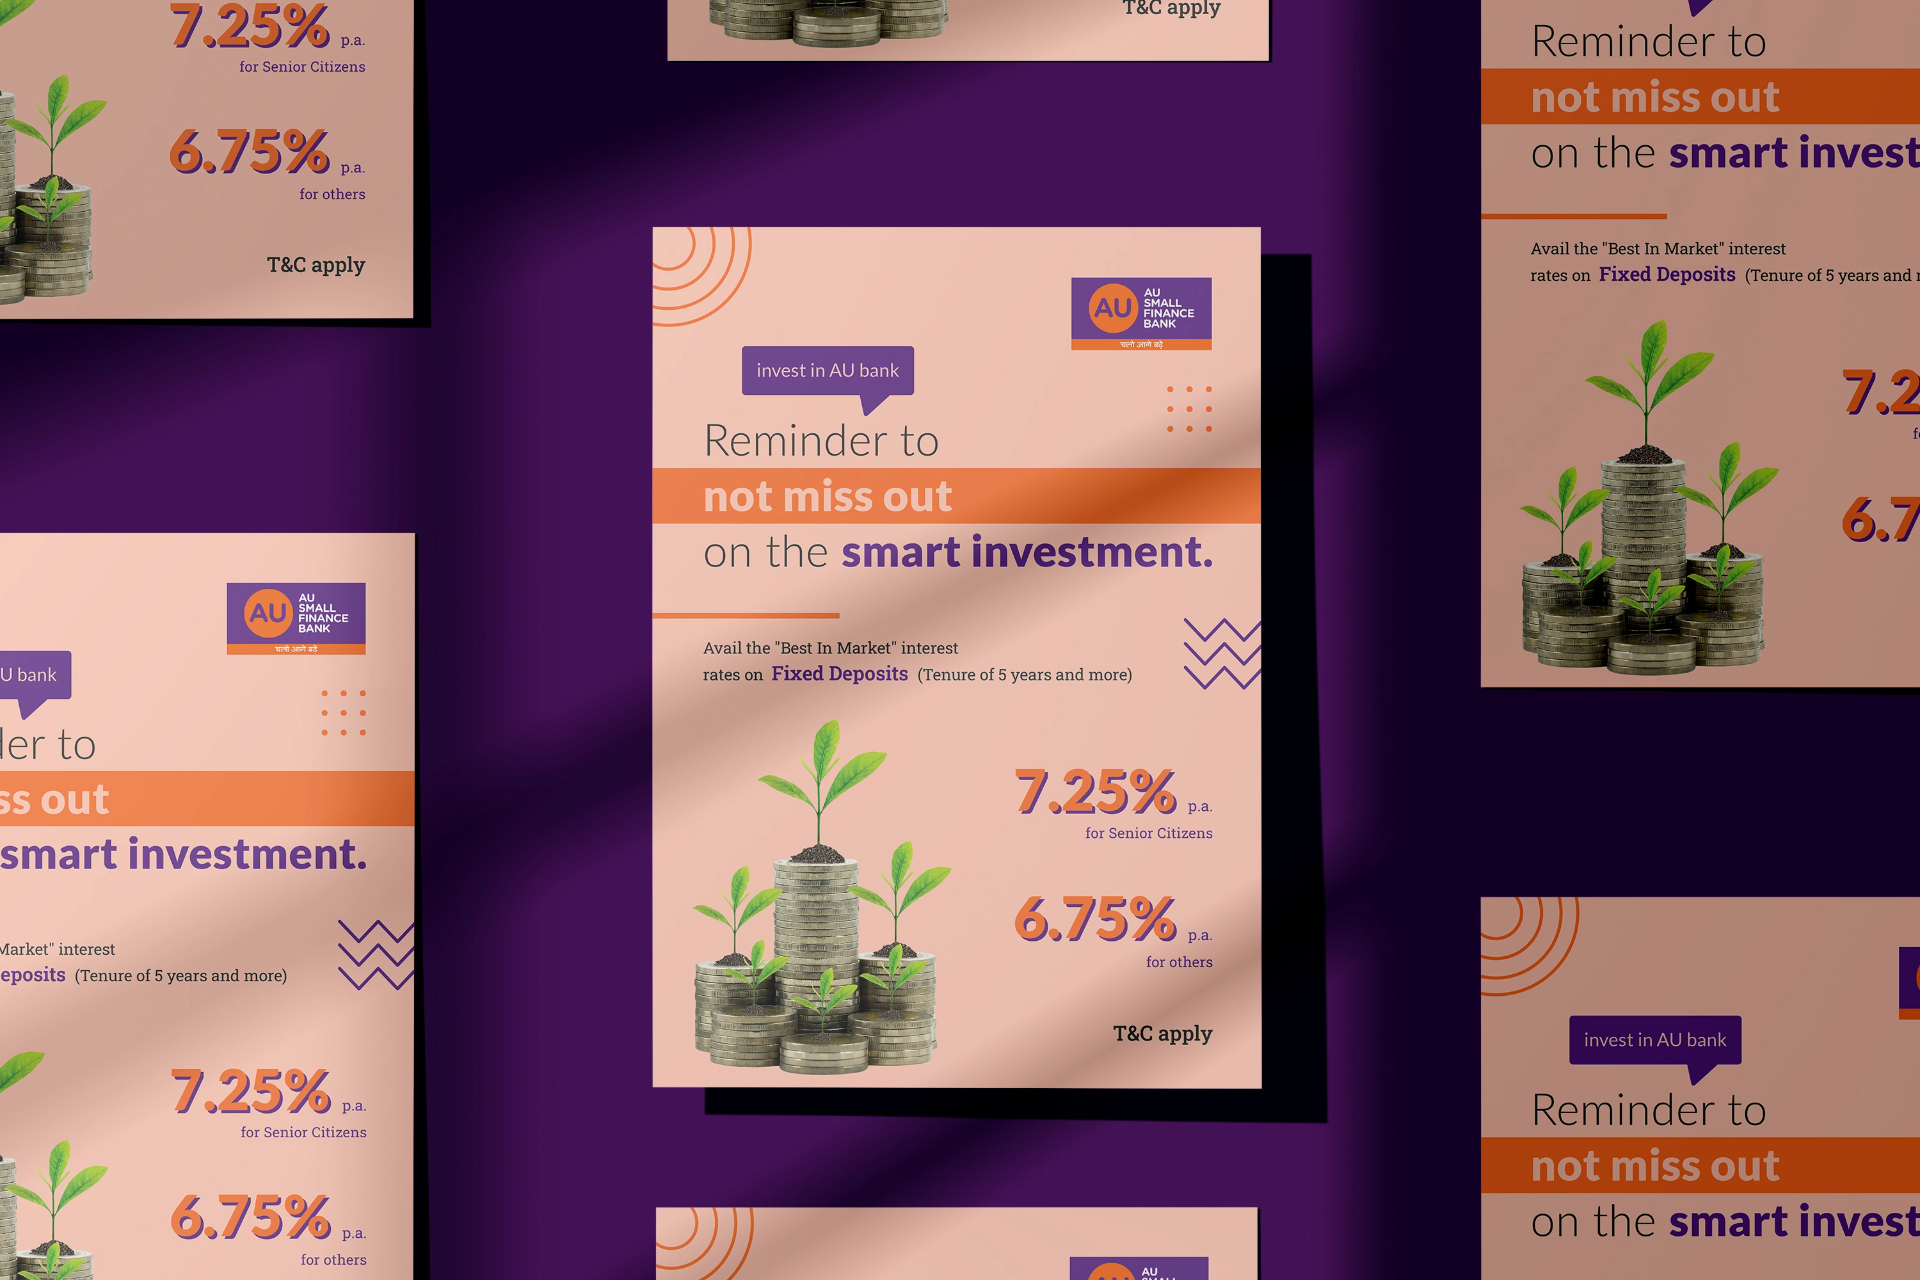 7.25% p.a.
for Senior Citizens
6.75% p.a.
for others
T&C apply
AU
AU
SMALL
FINANCE
BANK
चलो आगे बढ़ें
U bank
der to
ss out
smart investment.
Market" interest
eposits (Tenure of 5 years and more)
7.25% p.a.
for Senior Citizens
6.75% p.a.
for others
T&C apply
AU
AU
SMALL
FINANCE
BANK
चलो आगे बढ़ें
invest in AU bank
Reminder to
not miss out
on the smart investment.
Avail the "Best In Market" interest
rates on Fixed Deposits (Tenure of 5 years and more)
7.25% p.a.
for Senior Citizens
6.75% p.a.
for others
T&C apply
AU
SMALL
Reminder to
not miss out
on the smart invest
Avail the "Best In Market" interest
rates on Fixed Deposits (Tenure of 5 years and
7.2
6.7
invest in AU bank
Reminder to
not miss out
on the smart invest